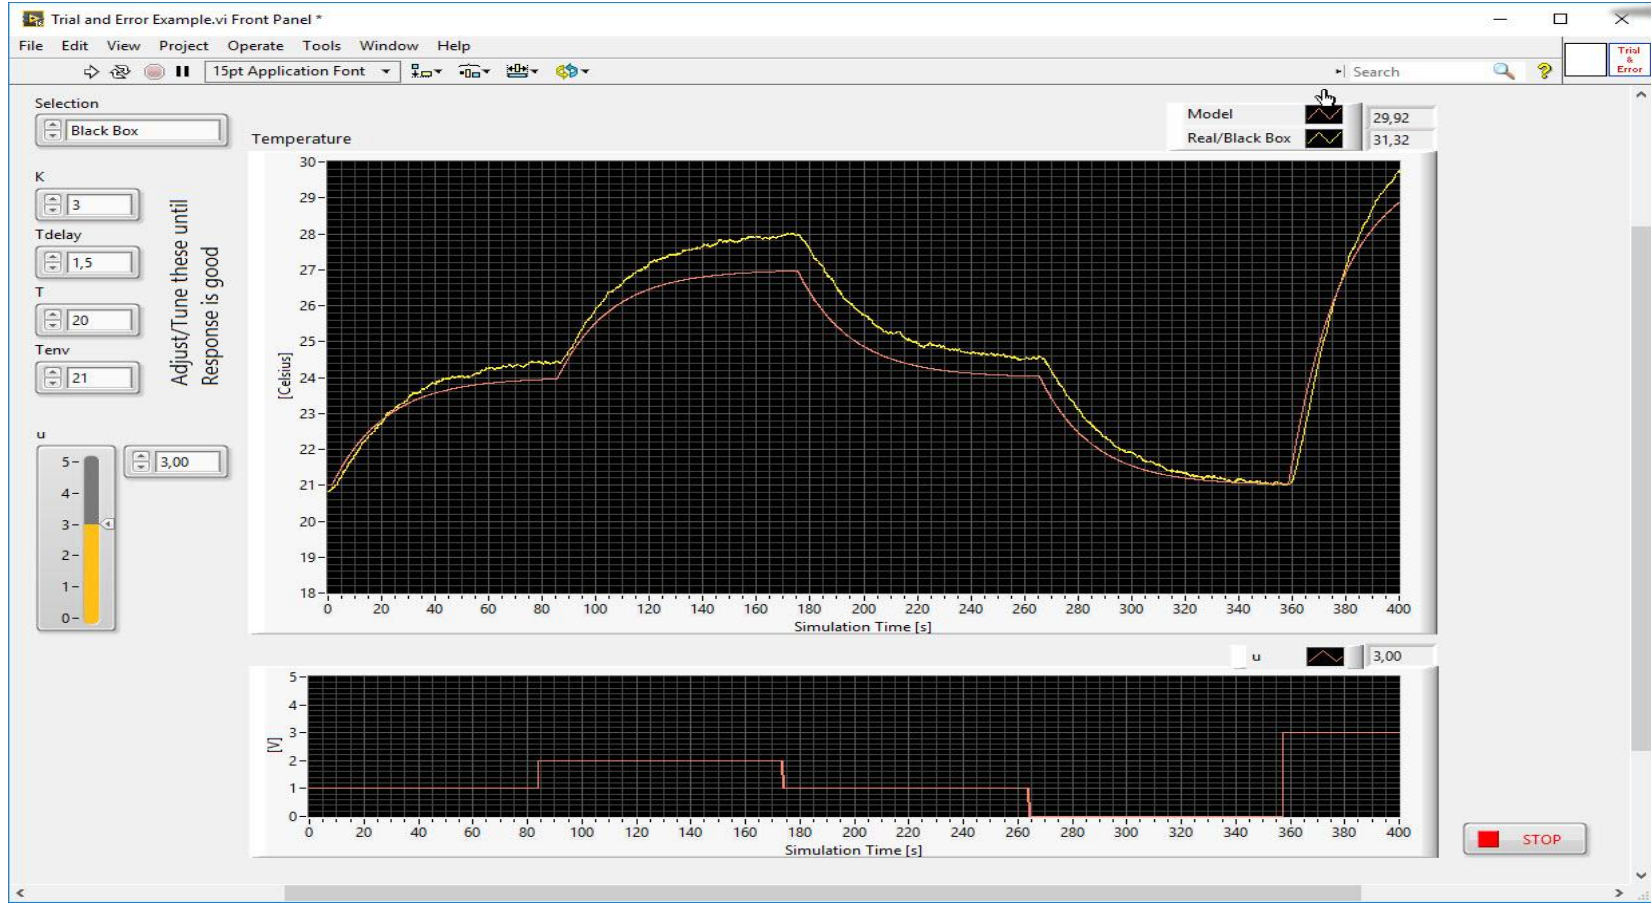 Trial and Error Example.vi Front Panel *
File Edit View Project Operate Tools Window Help
15pt Application Font
Search
Trial
&
Error
Selection
Black Box
K
3
Tdelay
1,5
T
20
Tenv
21
Adjust/Tune these until
Response is good
u
3,00
5
4
3
2
1
0
Temperature
Model
29,92
Real/Black Box
31,32
[Celsius]
30
29
28
27
26
25
24
23
22
21
20
19
18
0 20 40 60 80 100 120 140 160 180 200 220 240 260 280 300 320 340 360 380 400
Simulation Time [s]
u
3,00
[V]
5
4
3
2
1
0
0 20 40 60 80 100 120 140 160 180 200 220 240 260 280 300 320 340 360 380 400
Simulation Time [s]
STOP